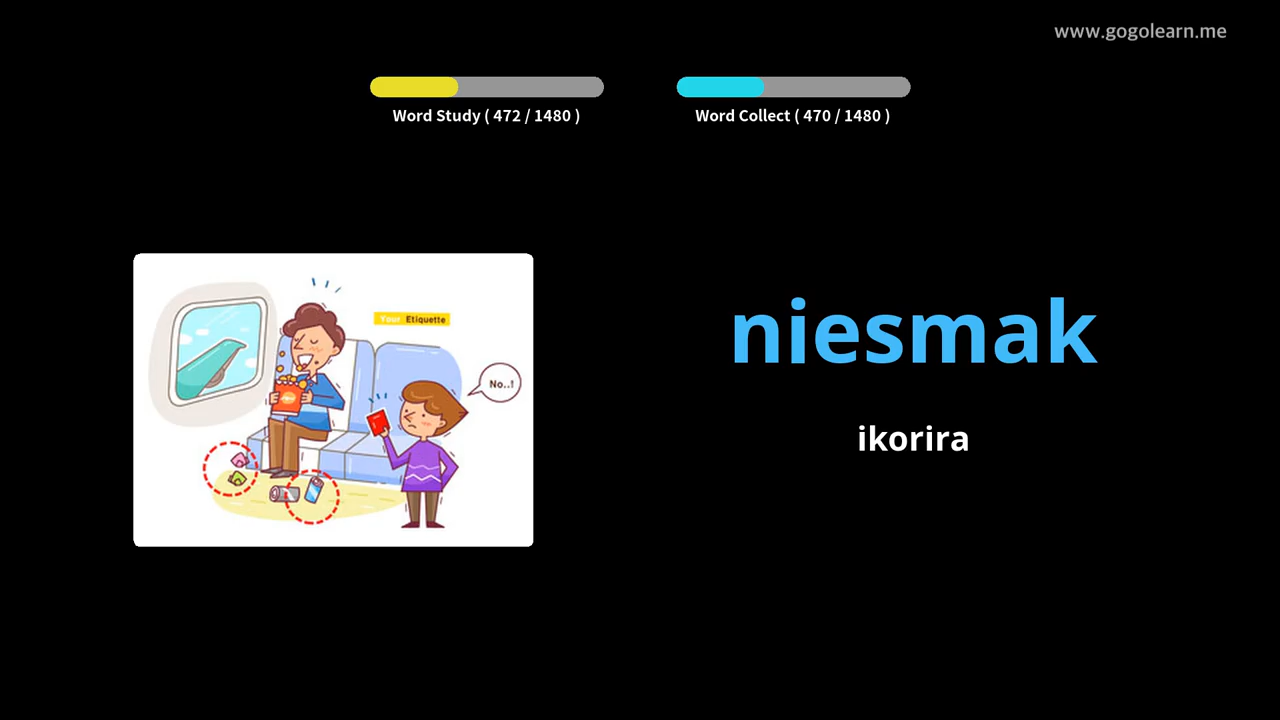 www.gogolearn.me
Word Study ( 472 / 1480 )
Word Collect ( 470 / 1480 )
Your Etiquette
No..!
niesmak
ikorira